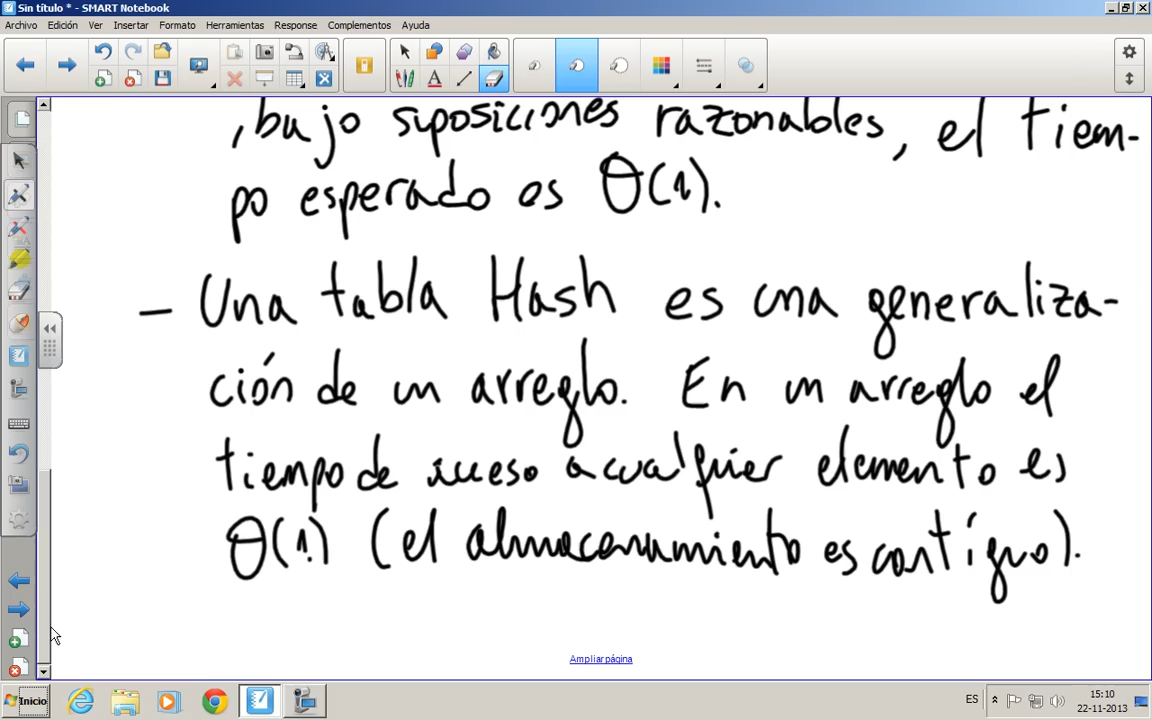 Sin título * - SMART Notebook
Archivo Edición Ver Insertar Formato Herramientas Response Complementos Ayuda
, bajo suposiciones razonables, el tiem-
po esperado es Θ(1).
- Una tabla Hash es una generaliza-
ción de un arreglo. En un arreglo el
tiempo de acceso a cualquier elemento es
Θ(1) (el almacenamiento es contiguo).
Ampliar página
Inicio
ES
15:10
22-11-2013